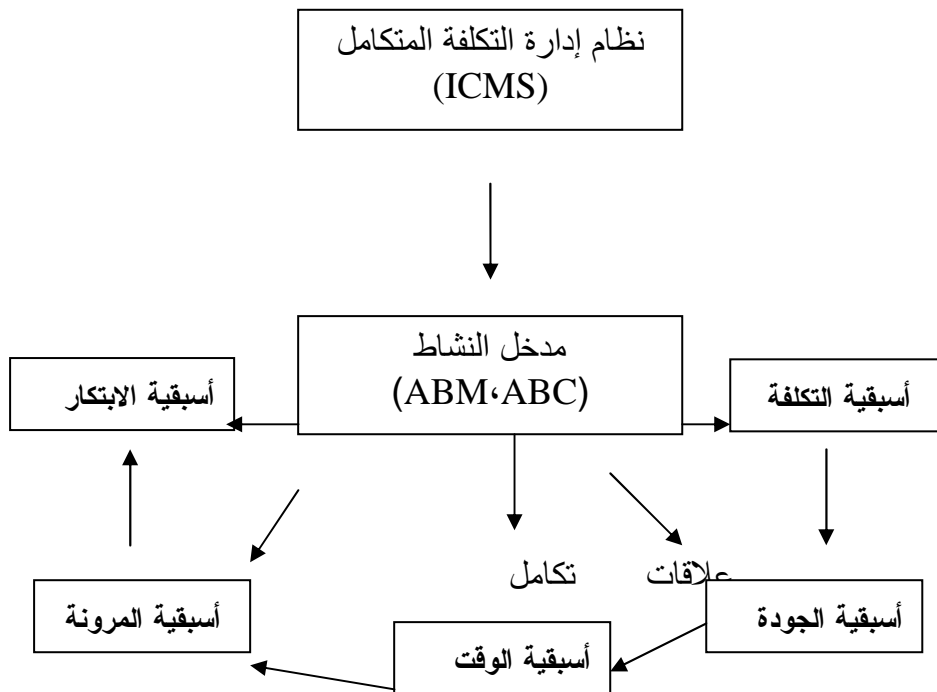 نظام إدارة التكلفة المتكامل
(ICMS)
مدخل النشاط
(ABM،ABC)
أسبقية التكلفة
أسبقية الابتكار
علاقات تكامل
أسبقية الجودة
أسبقية المرونة
أسبقية الوقت